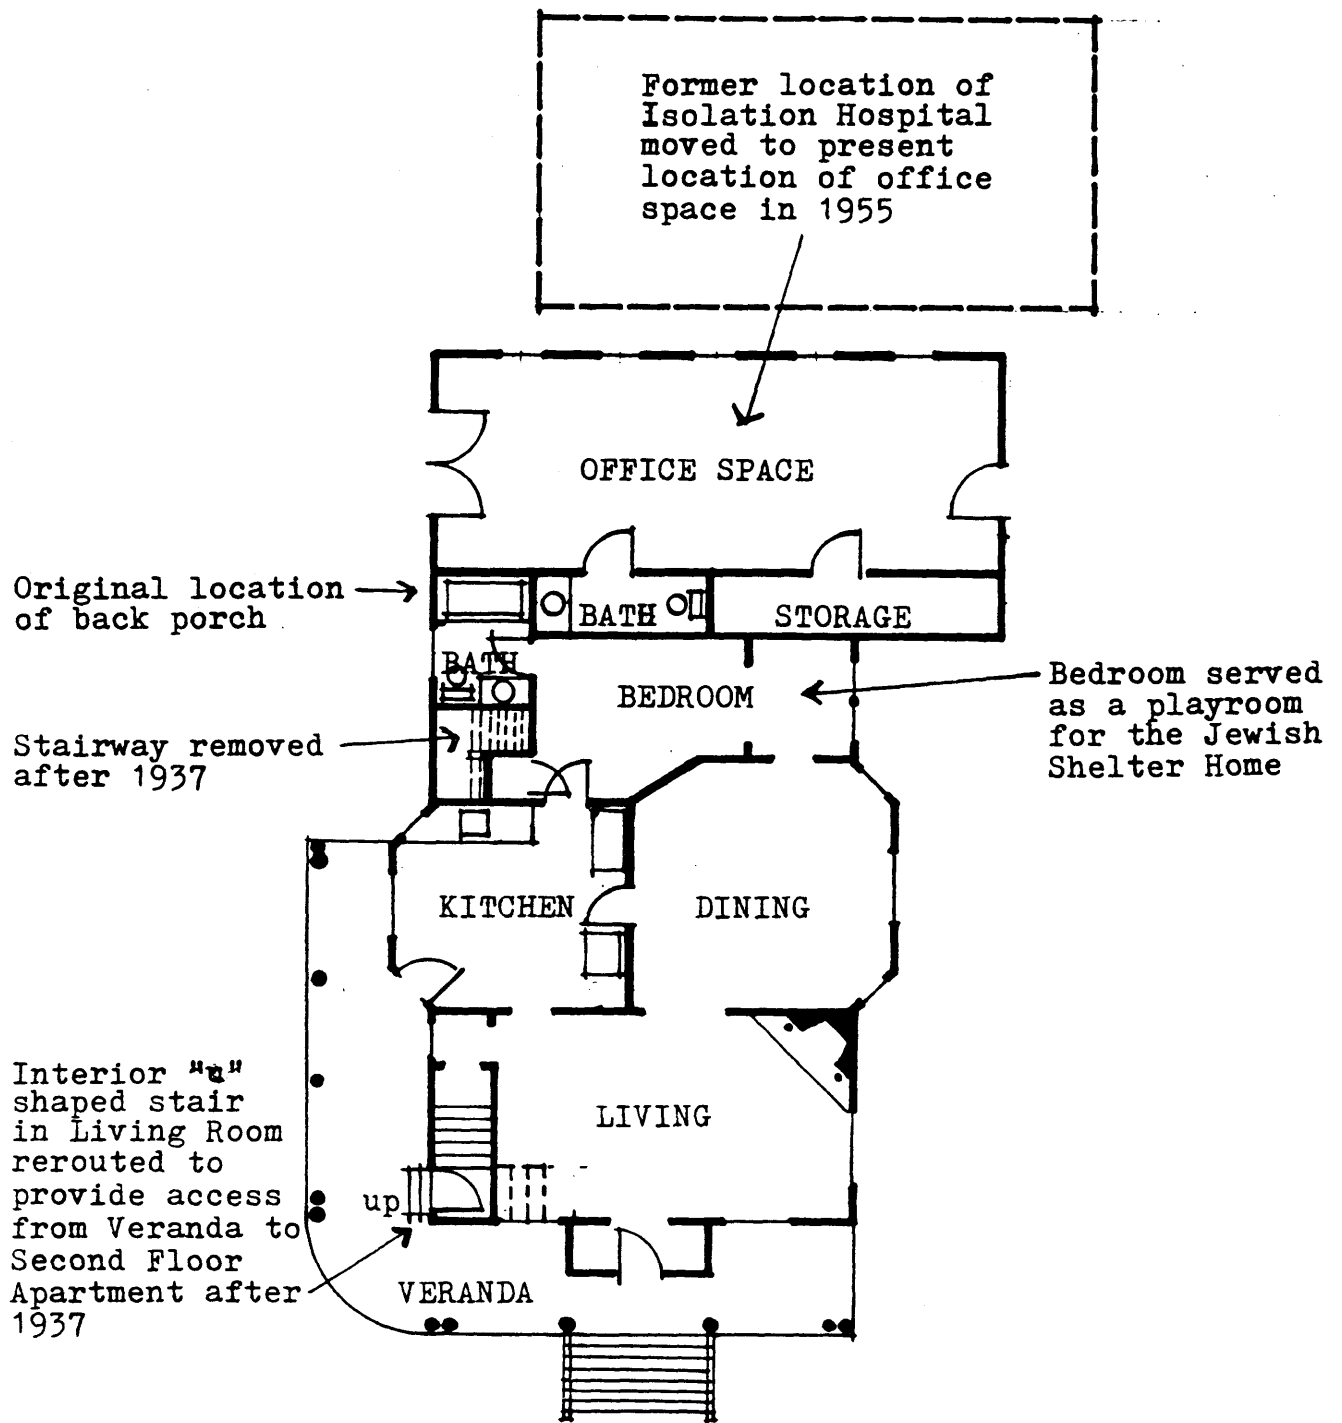 Former location of
Isolation Hospital
moved to present
location of office
space in 1955
OFFICE SPACE
Original location
of back porch
BATH
STORAGE
BATH
BEDROOM
Bedroom served
as a playroom
for the Jewish
Shelter Home
Stairway removed
after 1937
KITCHEN
DINING
Interior "u"
shaped stair
in Living Room
rerouted to
provide access
from Veranda to
Second Floor
Apartment after
1937
LIVING
up
VERANDA